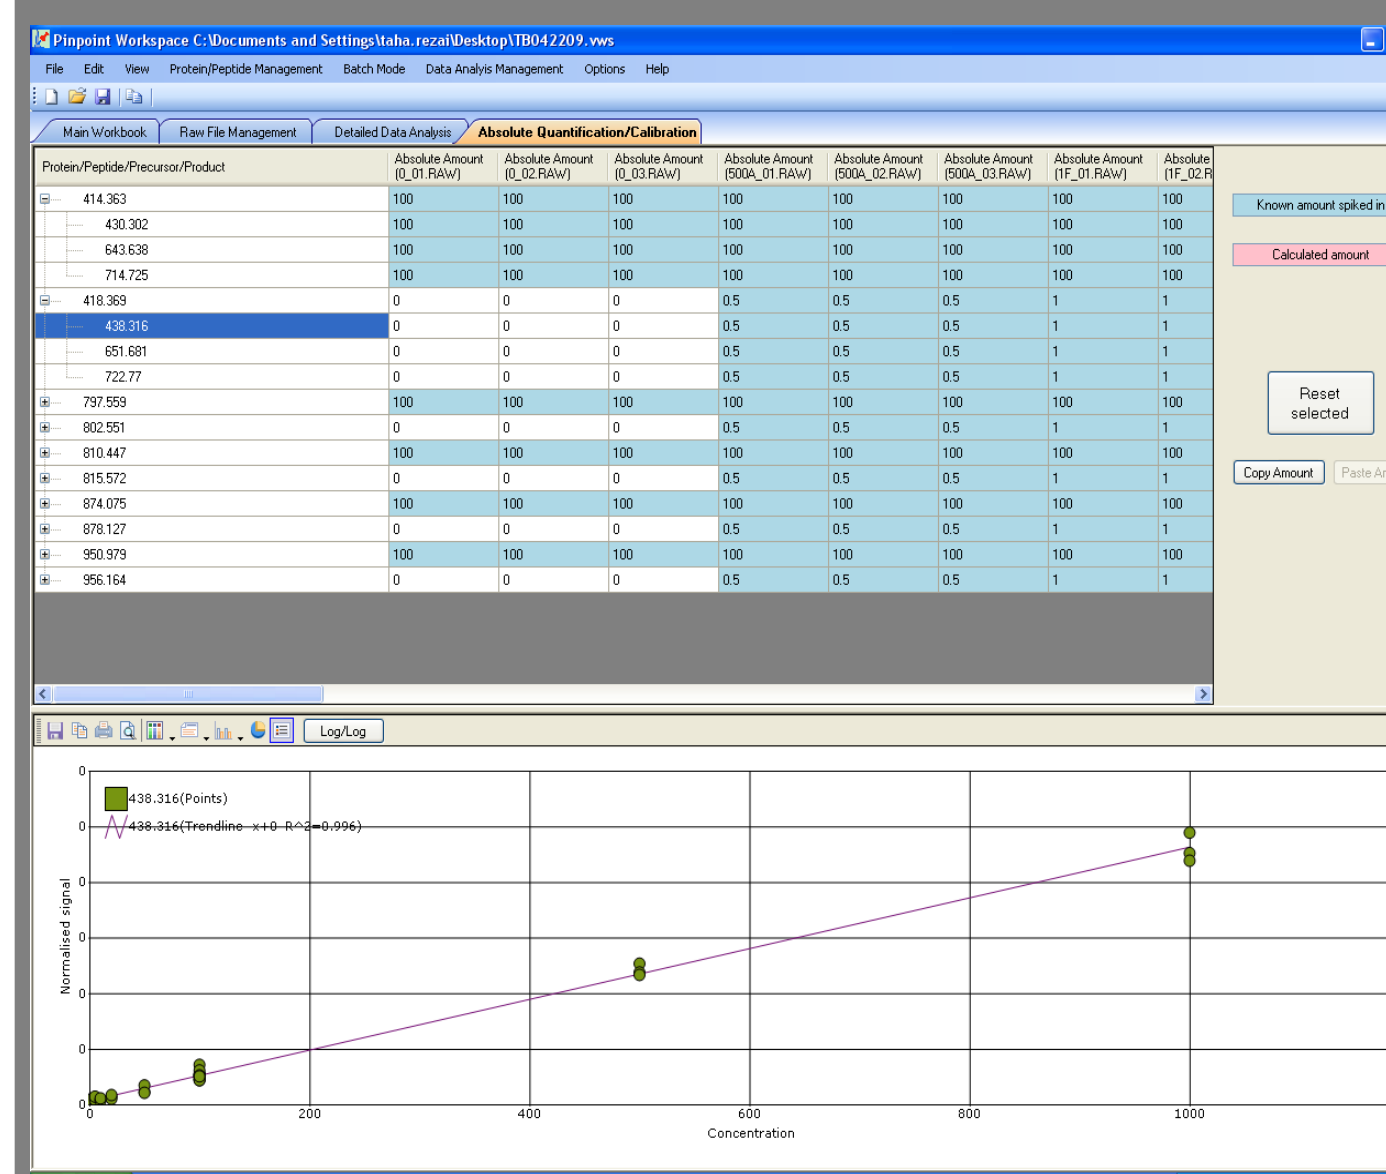 Pinpoint Workspace C:\Documents and Settings\taha.rezai\Desktop\TB042209.vws
File Edit View Protein/Peptide Management Batch Mode Data Analyis Management Options Help
Main Workbook Raw File Management Detailed Data Analysis Absolute Quantification/Calibration
Protein/Peptide/Precursor/Product Absolute Amount (0_01.RAW) Absolute Amount (0_02.RAW) Absolute Amount (0_03.RAW) Absolute Amount (500A_01.RAW) Absolute Amount (500A_02.RAW) Absolute Amount (500A_03.RAW) Absolute Amount (1F_01.RAW) Absolute (1F_02.R
414.363 100 100 100 100 100 100 100 100
430.302 100 100 100 100 100 100 100 100
643.638 100 100 100 100 100 100 100 100
714.725 100 100 100 100 100 100 100 100
418.369 0 0 0 0.5 0.5 0.5 1 1
438.316 0 0 0 0.5 0.5 0.5 1 1
651.681 0 0 0 0.5 0.5 0.5 1 1
722.77 0 0 0 0.5 0.5 0.5 1 1
797.559 100 100 100 100 100 100 100 100
802.551 0 0 0 0.5 0.5 0.5 1 1
810.447 100 100 100 100 100 100 100 100
815.572 0 0 0 0.5 0.5 0.5 1 1
874.075 100 100 100 100 100 100 100 100
878.127 0 0 0 0.5 0.5 0.5 1 1
950.979 100 100 100 100 100 100 100 100
956.164 0 0 0 0.5 0.5 0.5 1 1
Known amount spiked in
Calculated amount
Reset
selected
Copy Amount Paste Ar
Log/Log
0
438.316(Points)
0
438.316(Trendline x+0 R^2=0.996)
0
0
0
0
0
Normalised signal
0 200 400 600 800 1000
Concentration